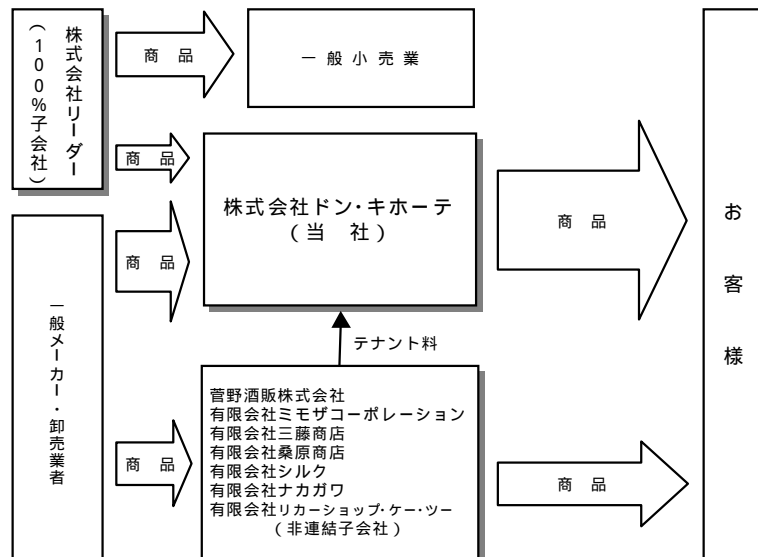 株式会社リーダー
(100%子会社)
商 品
一般小売業
商 品
株式会社ドン・キホーテ
(当 社)
商 品
商 品
お客様
一般メーカー・卸売業者
テナント料
菅野酒販株式会社
有限会社ミモザコーポレーション
有限会社三藤商店
有限会社桑原商店
有限会社シルク
有限会社ナカガワ
有限会社リカーショップ・ケー・ツー
(非連結子会社)
商 品
商 品